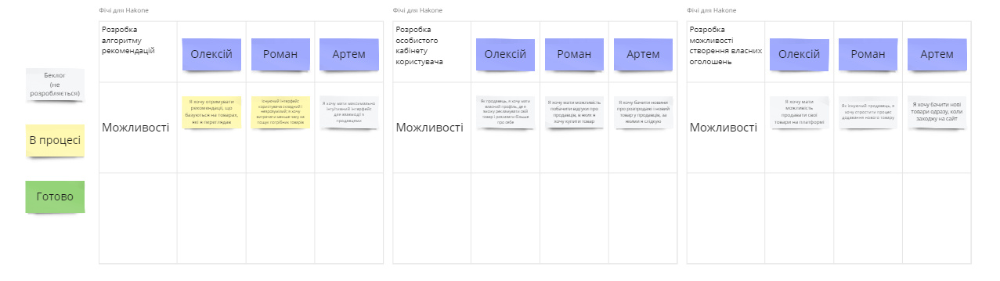 Фічі для Hakone
Розробка
алгоритму
рекомендацій
Олексій
Роман
Артем
Можливості
Я хочу отримувати
рекомендації, що
базуються на товарах,
які я переглядав
Існуючий інтерфейс
користувача складний і
незрозумілий; я хочу
витрачати менше часу на
пошук потрібних товарів
Я хочу мати максимально
інтуїтивний інтерфейс
для взаємодії з
продавцями
Фічі для Hakone
Розробка
особистого
кабінету
користувача
Олексій
Роман
Артем
Можливості
Як продавець, я хочу мати
власний профіль, де я
зможу рекламувати свій
товар і розказати більше
про себе
Я хочу мати можливість
побачити відгуки про
продавців, в яких я
хочу купити товар
Я хочу бачити новини
про розпродажі і новий
товар у продавців, за
якими я слідкую
Фічі для Hakone
Розробка
можливості
створення власних
оголошень
Олексій
Роман
Артем
Можливості
Я хочу мати
можливість
продавати свої
товари на платформі
Як існуючий продавець, я
хочу спростити процес
додавання нового товару
Я хочу бачити нові
товари одразу, коли
заходжу на сайт
Беклог
(не
розробляється)
В процесі
Готово